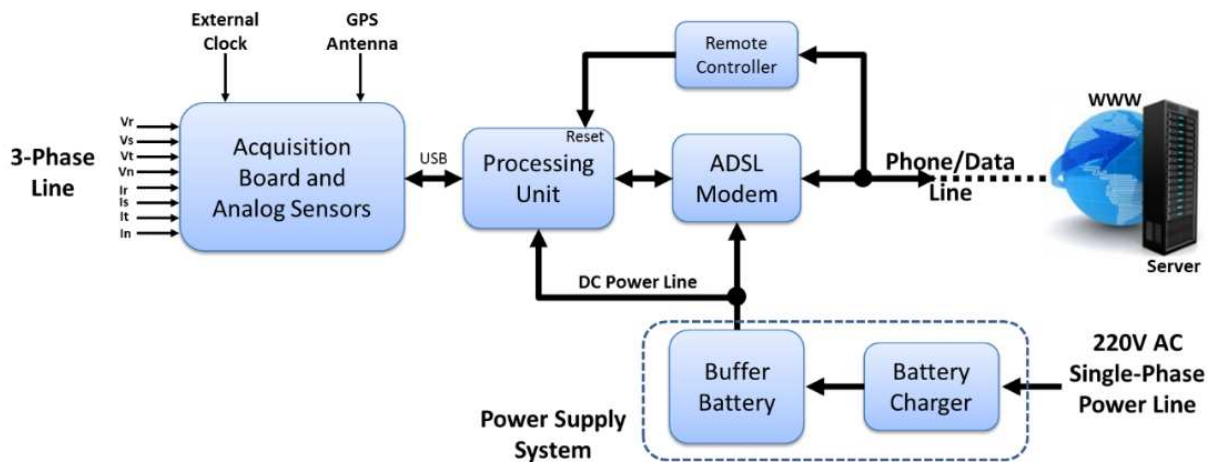 External
Clock
GPS
Antenna
Remote
Controller
WWW
3-Phase
Line
Vr
Vs
Vt
Vn
Ir
Is
It
In
Acquisition
Board and
Analog Sensors
USB
Reset
Processing
Unit
ADSL
Modem
Phone/Data
Line
Server
DC Power Line
Buffer
Battery
Battery
Charger
220V AC
Single-Phase
Power Line
Power Supply
System